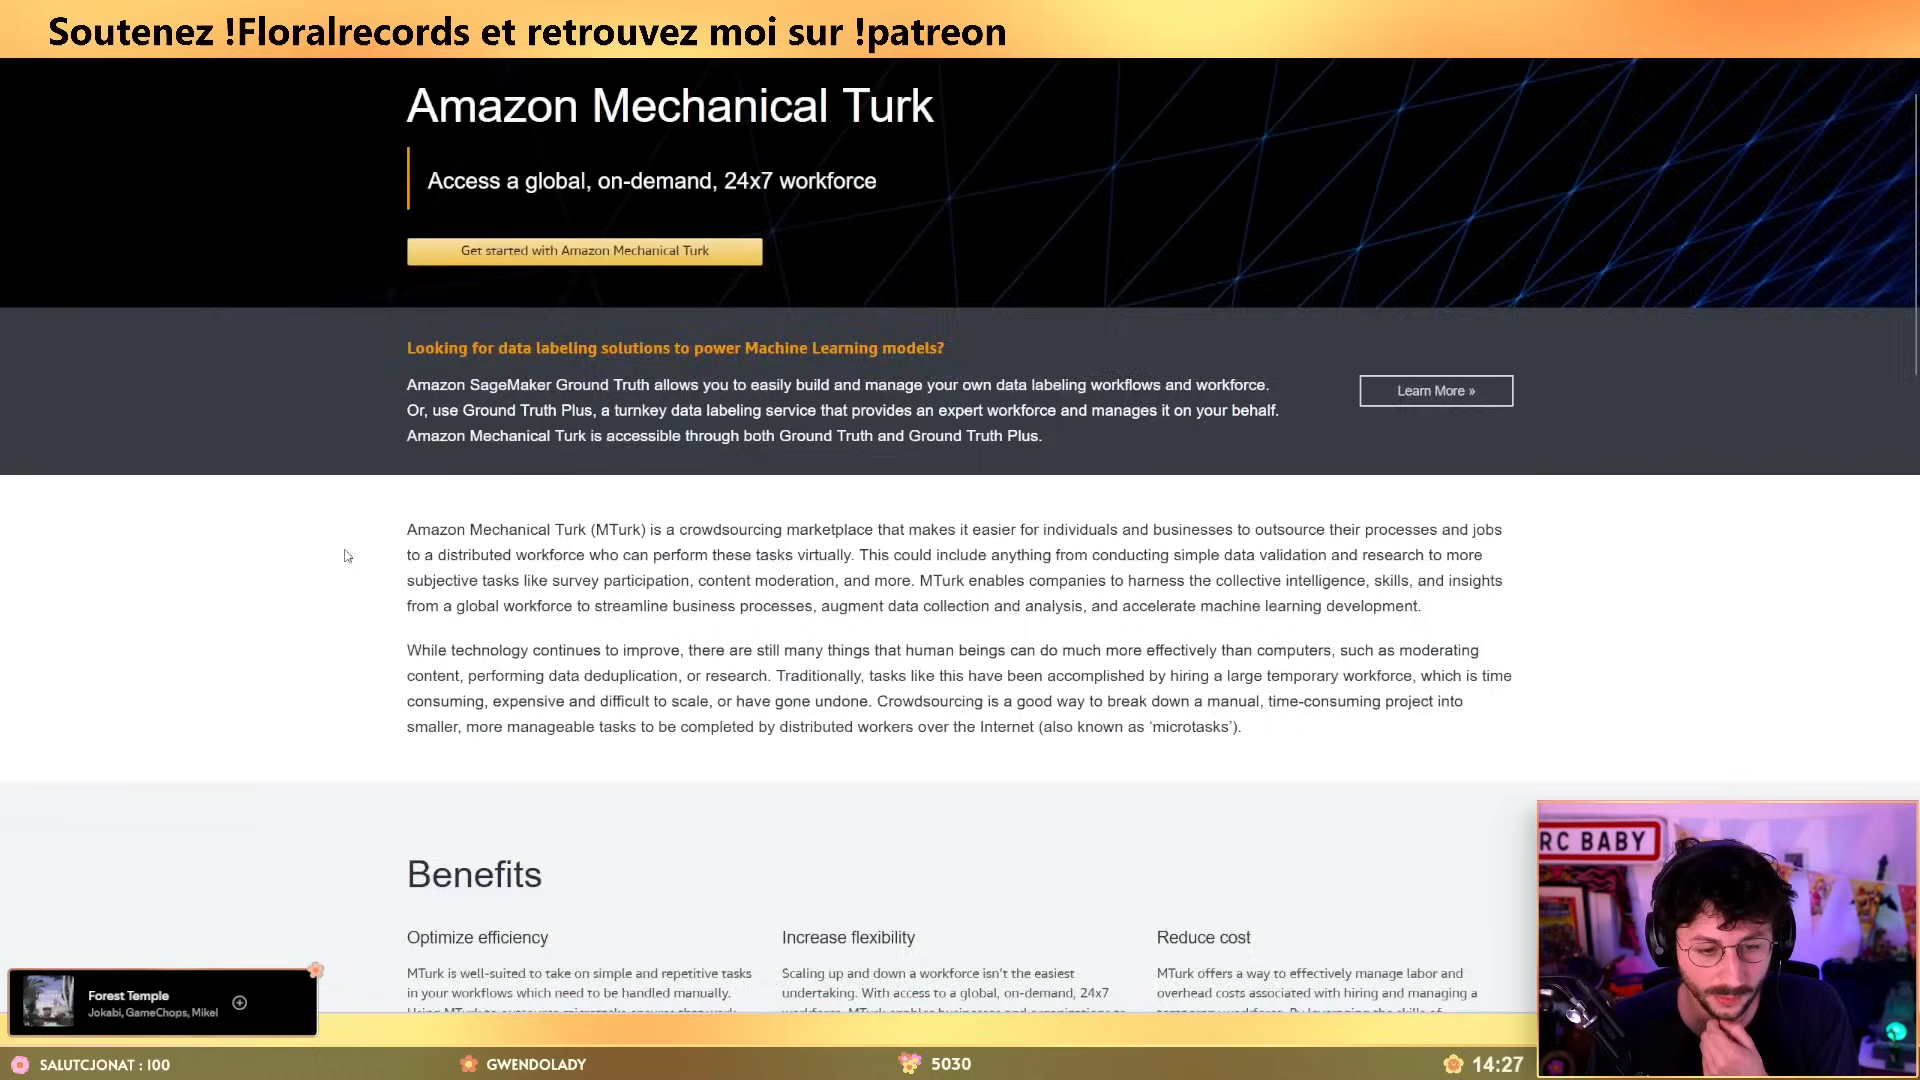 Soutenez !Floralrecords et retrouvez moi sur !patreon
Amazon Mechanical Turk
Access a global, on-demand, 24x7 workforce
Get started with Amazon Mechanical Turk
Looking for data labeling solutions to power Machine Learning models?
Amazon SageMaker Ground Truth allows you to easily build and manage your own data labeling workflows and workforce.
Or, use Ground Truth Plus, a turnkey data labeling service that provides an expert workforce and manages it on your behalf.
Amazon Mechanical Turk is accessible through both Ground Truth and Ground Truth Plus.
Learn More »
Amazon Mechanical Turk (MTurk) is a crowdsourcing marketplace that makes it easier for individuals and businesses to outsource their processes and jobs
to a distributed workforce who can perform these tasks virtually. This could include anything from conducting simple data validation and research to more
subjective tasks like survey participation, content moderation, and more. MTurk enables companies to harness the collective intelligence, skills, and insights
from a global workforce to streamline business processes, augment data collection and analysis, and accelerate machine learning development.
While technology continues to improve, there are still many things that human beings can do much more effectively than computers, such as moderating
content, performing data deduplication, or research. Traditionally, tasks like this have been accomplished by hiring a large temporary workforce, which is time
consuming, expensive and difficult to scale, or have gone undone. Crowdsourcing is a good way to break down a manual, time-consuming project into
smaller, more manageable tasks to be completed by distributed workers over the Internet (also known as ‘microtasks’).
Benefits
Optimize efficiency
MTurk is well-suited to take on simple and repetitive tasks
in your workflows which need to be handled manually.
Increase flexibility
Scaling up and down a workforce isn’t the easiest
undertaking. With access to a global, on-demand, 24x7
Reduce cost
MTurk offers a way to effectively manage labor and
overhead costs associated with hiring and managing a
RC BABY
Forest Temple
Jokabi, GameChops, Mikel
SALUTCJONAT : 100
GWENDOLADY
5030
14:27